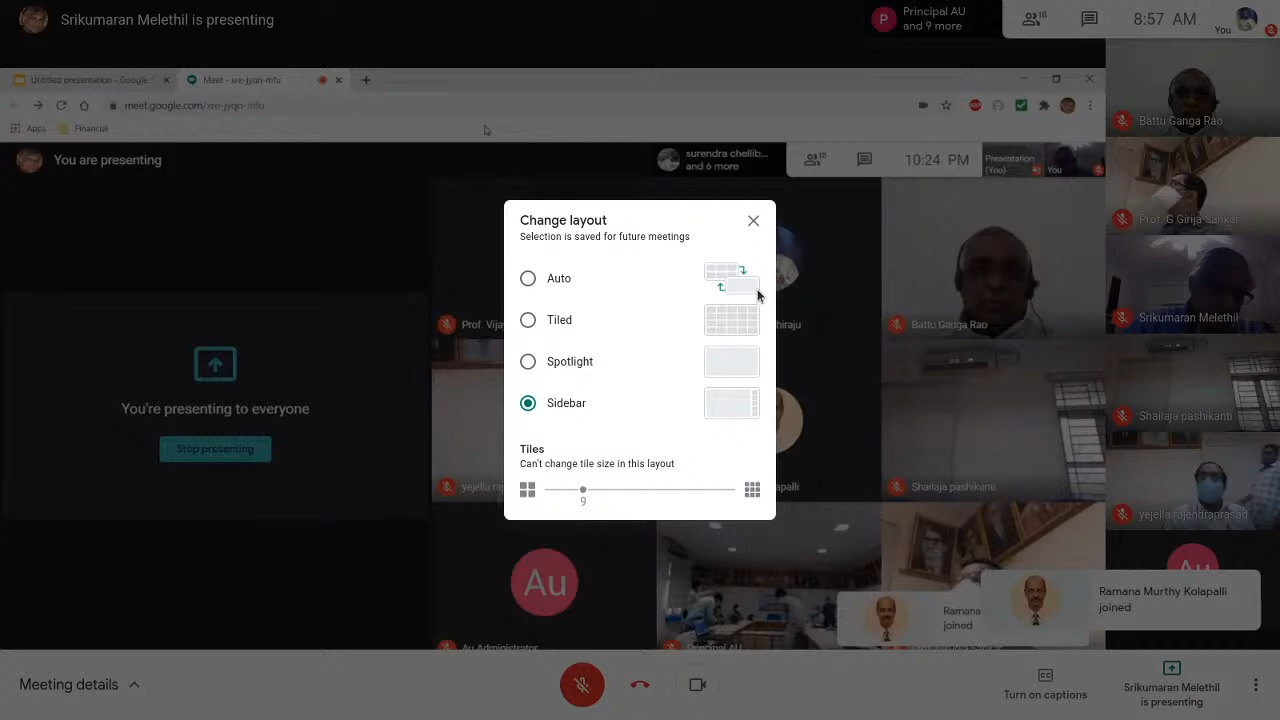 Srikumaran Melethil is presenting
Principal AU
and 9 more
18
8:57 AM
You
Untitled presentation - Google
Meet - xre-jyqn-mfu
meet.google.com/xre-jyqn-mfu
Apps
Financial
You are presenting
surendra chellib...
and 6 more
18
10:24 PM
Presentation
(You)
You
Battu Ganga Rao
Prof. G Girija Sankar
Srikumaran Melethil
Shailaja pashikanti
yejella rajendraprasad
Au
Change layout
Selection is saved for future meetings
Auto
Tiled
Spotlight
Sidebar
Tiles
Can't change tile size in this layout
9
Prof. Vijay
Battu Ganga Rao
You're presenting to everyone
Stop presenting
Shailaja pashikanti
Au
Au Administrator
Principal AU
Ramana
joined
Ramana Murthy Kolapalli
joined
Meeting details
Turn on captions
Srikumaran Melethil
is presenting